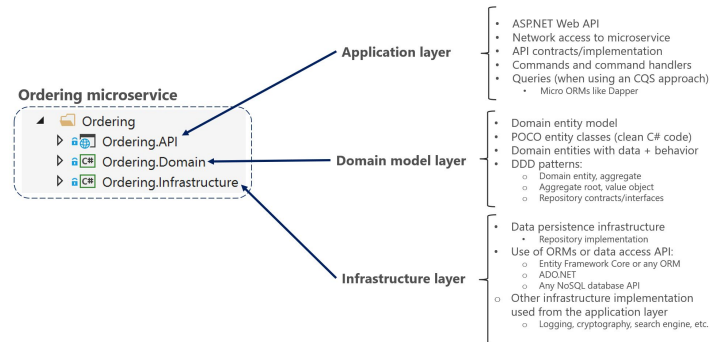 Ordering microservice
Ordering
Ordering.API
C# Ordering.Domain
C# Ordering.Infrastructure
Application layer
• ASP.NET Web API
• Network access to microservice
• API contracts/implementation
• Commands and command handlers
• Queries (when using an CQS approach)
• Micro ORMs like Dapper
Domain model layer
• Domain entity model
• POCO entity classes (clean C# code)
• Domain entities with data + behavior
• DDD patterns:
o Domain entity, aggregate
o Aggregate root, value object
o Repository contracts/interfaces
Infrastructure layer
• Data persistence infrastructure
• Repository implementation
• Use of ORMs or data access API:
o Entity Framework Core or any ORM
o ADO.NET
o Any NoSQL database API
o Other infrastructure implementation
used from the application layer
o Logging, cryptography, search engine, etc.